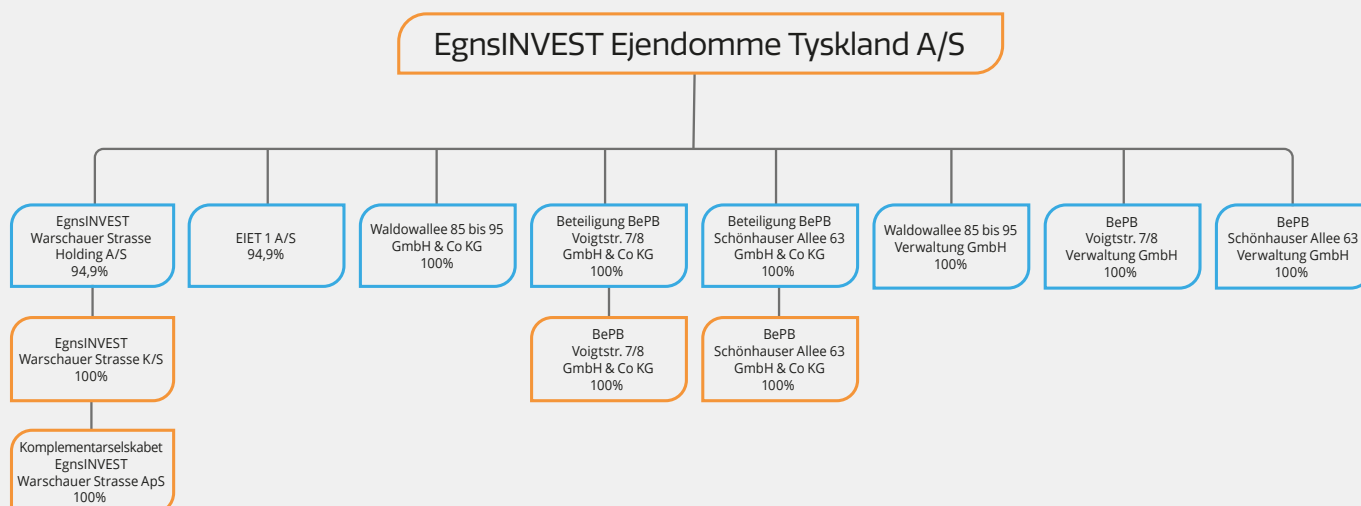 EgnsINVEST Ejendomme Tyskland A/S
EgnsINVEST
Warschauer Strasse
Holding A/S
94,9%
EIET 1 A/S
94,9%
Waldowallee 85 bis 95
GmbH & Co KG
100%
Beteiligung BePB
Voigtstr. 7/8
GmbH & Co KG
100%
Beteiligung BePB
Schönhauser Allee 63
GmbH & Co KG
100%
Waldowallee 85 bis 95
Verwaltung GmbH
100%
BePB
Voigtstr. 7/8
Verwaltung GmbH
100%
BePB
Schönhauser Allee 63
Verwaltung GmbH
100%
EgnsINVEST
Warschauer Strasse K/S
100%
BePB
Voigtstr. 7/8
GmbH & Co KG
100%
BePB
Schönhauser Allee 63
GmbH & Co KG
100%
Komplementarselskabet
EgnsINVEST
Warschauer Strasse ApS
100%